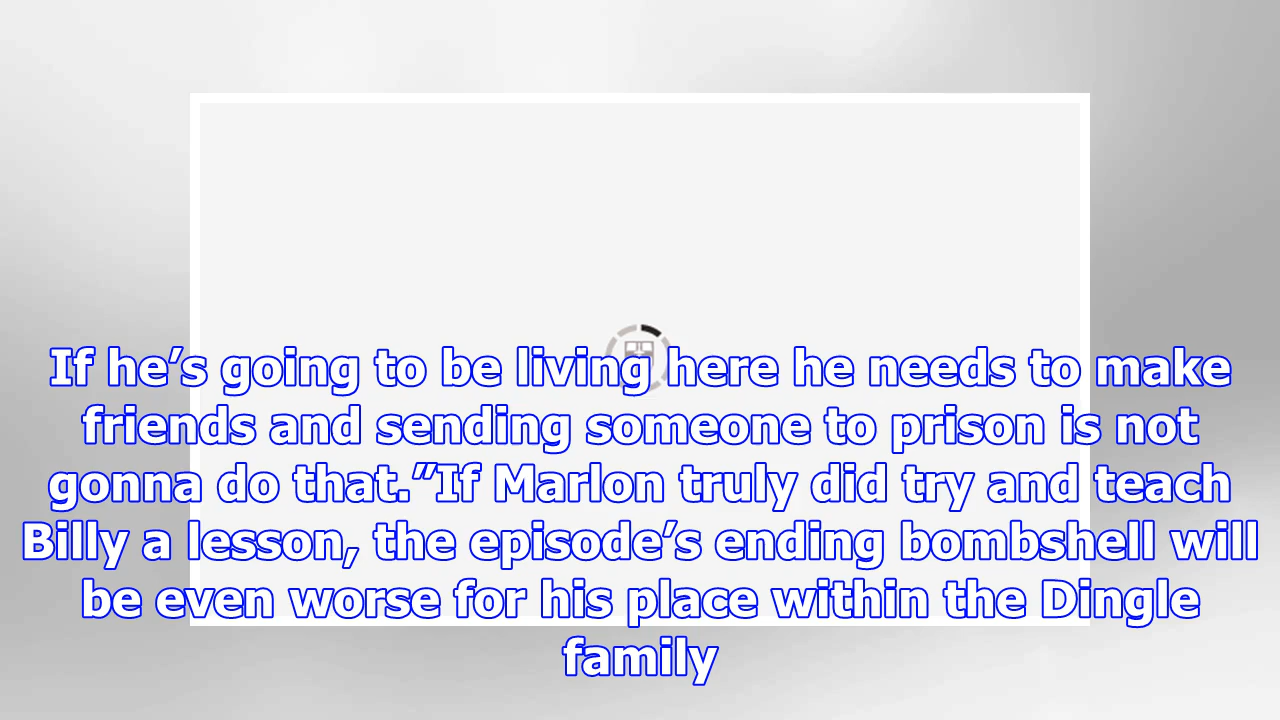 If he’s going to be living here he needs to make
friends and sending someone to prison is not
gonna do that.”If Marlon truly did try and teach
Billy a lesson, the episode’s ending bombshell will
be even worse for his place within the Dingle
family